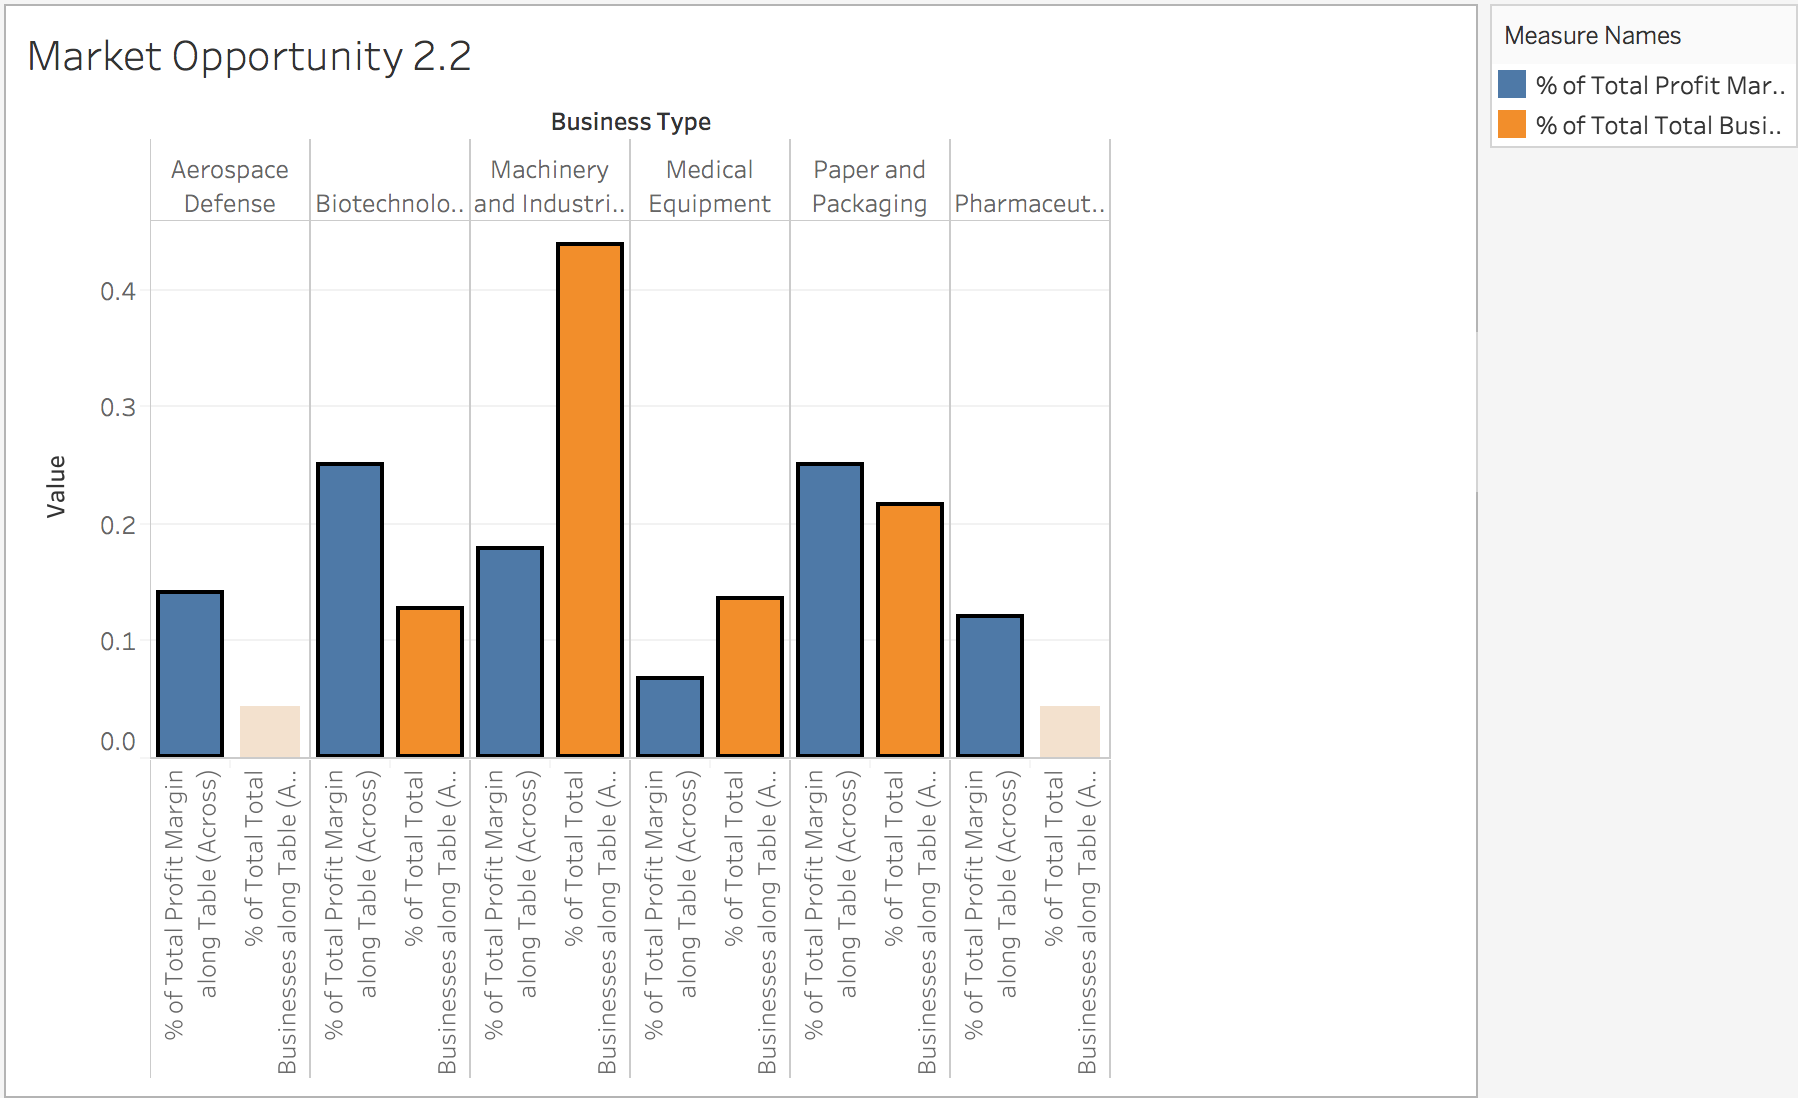 Market Opportunity 2.2
Measure Names
% of Total Profit Mar..
% of Total Total Busi..
Business Type
Aerospace
Defense
Biotechnolo..
Machinery
and Industri..
Medical
Equipment
Paper and
Packaging
Pharmaceut..
Value
0.4
0.3
0.2
0.1
0.0
% of Total Profit Margin
along Table (Across)
% of Total Total
Businesses along Table (A..
% of Total Profit Margin
along Table (Across)
% of Total Total
Businesses along Table (A..
% of Total Profit Margin
along Table (Across)
% of Total Total
Businesses along Table (A..
% of Total Profit Margin
along Table (Across)
% of Total Total
Businesses along Table (A..
% of Total Profit Margin
along Table (Across)
% of Total Total
Businesses along Table (A..
% of Total Profit Margin
along Table (Across)
% of Total Total
Businesses along Table (A..